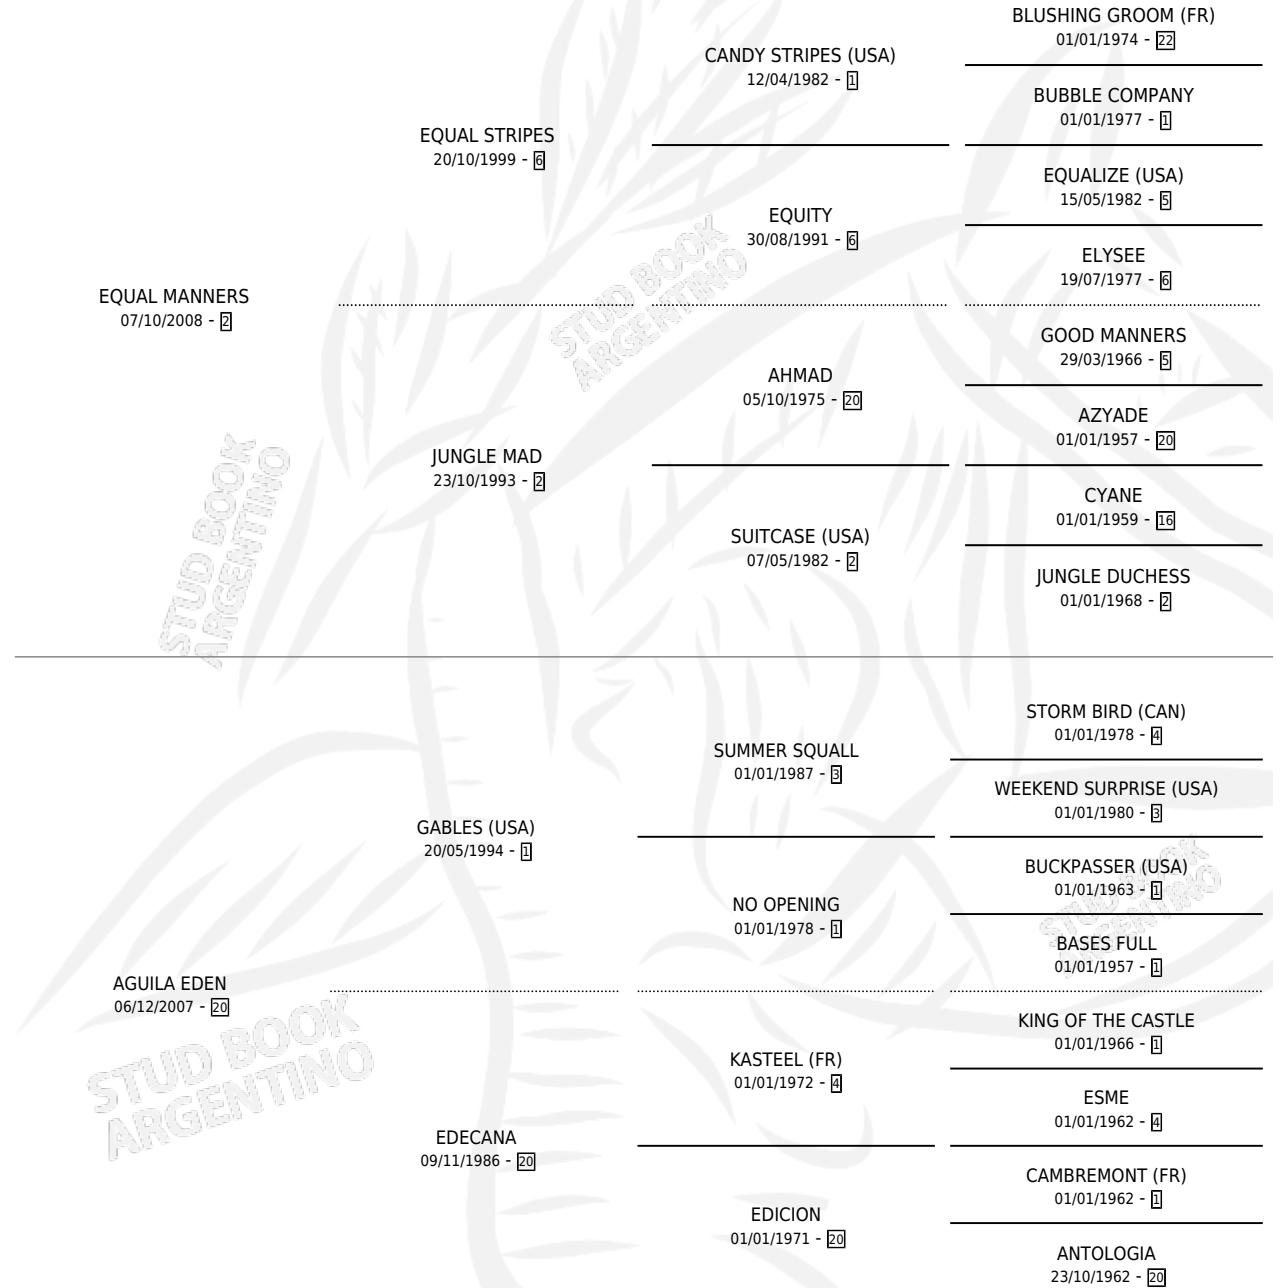 BLUSHING GROOM (FR)
01/01/1974 - 22
CANDY STRIPES (USA)
12/04/1982 - 1
BUBBLE COMPANY
01/01/1977 - 1
EQUAL STRIPES
20/10/1999 - 6
EQUALIZE (USA)
15/05/1982 - 5
EQUITY
30/08/1991 - 6
ELYSEE
19/07/1977 - 6
EQUAL MANNERS
07/10/2008 - 2
GOOD MANNERS
29/03/1966 - 5
AHMAD
05/10/1975 - 20
AZYADE
01/01/1957 - 20
JUNGLE MAD
23/10/1993 - 2
CYANE
01/01/1959 - 16
SUITCASE (USA)
07/05/1982 - 2
JUNGLE DUCHESS
01/01/1968 - 2
STUD BOOK
ARGENTINO
STUD BOOK
ARGENTINO
STORM BIRD (CAN)
01/01/1978 - 4
SUMMER SQUALL
01/01/1987 - 3
WEEKEND SURPRISE (USA)
01/01/1980 - 3
GABLES (USA)
20/05/1994 - 1
BUCKPASSER (USA)
01/01/1963 - 1
NO OPENING
01/01/1978 - 1
BASES FULL
01/01/1957 - 1
AGUILA EDEN
06/12/2007 - 20
KING OF THE CASTLE
01/01/1966 - 1
KASTEEL (FR)
01/01/1972 - 4
ESME
01/01/1962 - 4
EDECANA
09/11/1986 - 20
CAMBREMONT (FR)
01/01/1962 - 1
EDICION
01/01/1971 - 20
ANTOLOGIA
23/10/1962 - 20
STUD BOOK
ARGENTINO
STUD BOOK
ARGENTINO